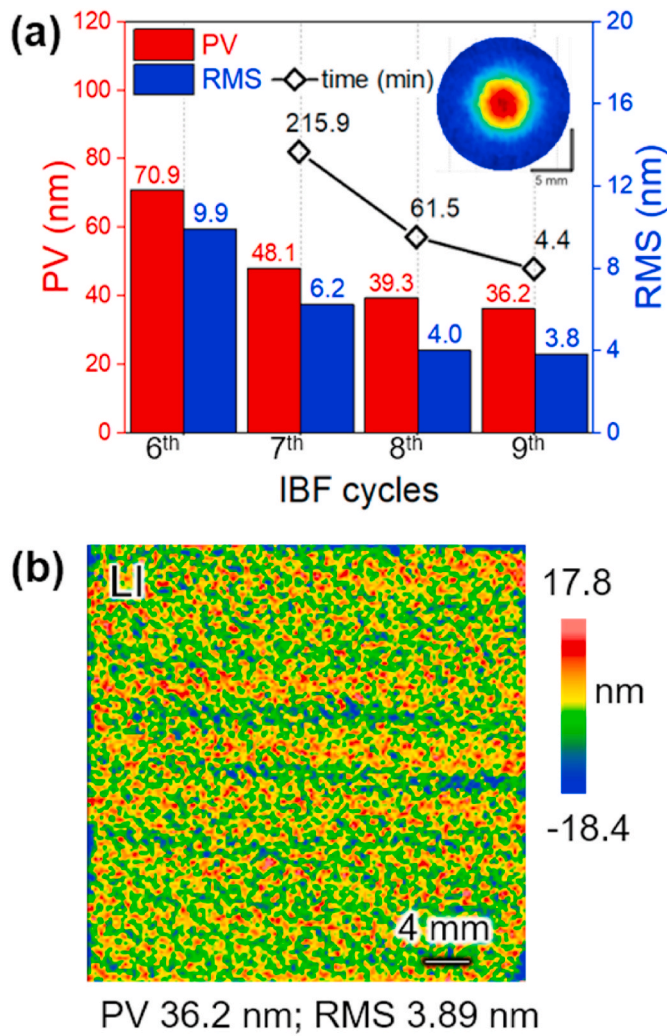 (a)
120
100
80
60
40
20
0
PV (nm)
PV
RMS
time (min)
215.9
61.5
4.4
70.9
9.9
48.1
6.2
39.3
4.0
36.2
3.8
5 mm
20
16
12
8
4
0
RMS (nm)
6th
7th
8th
9th
IBF cycles
(b)
LI
17.8
nm
-18.4
4 mm
PV 36.2 nm; RMS 3.89 nm